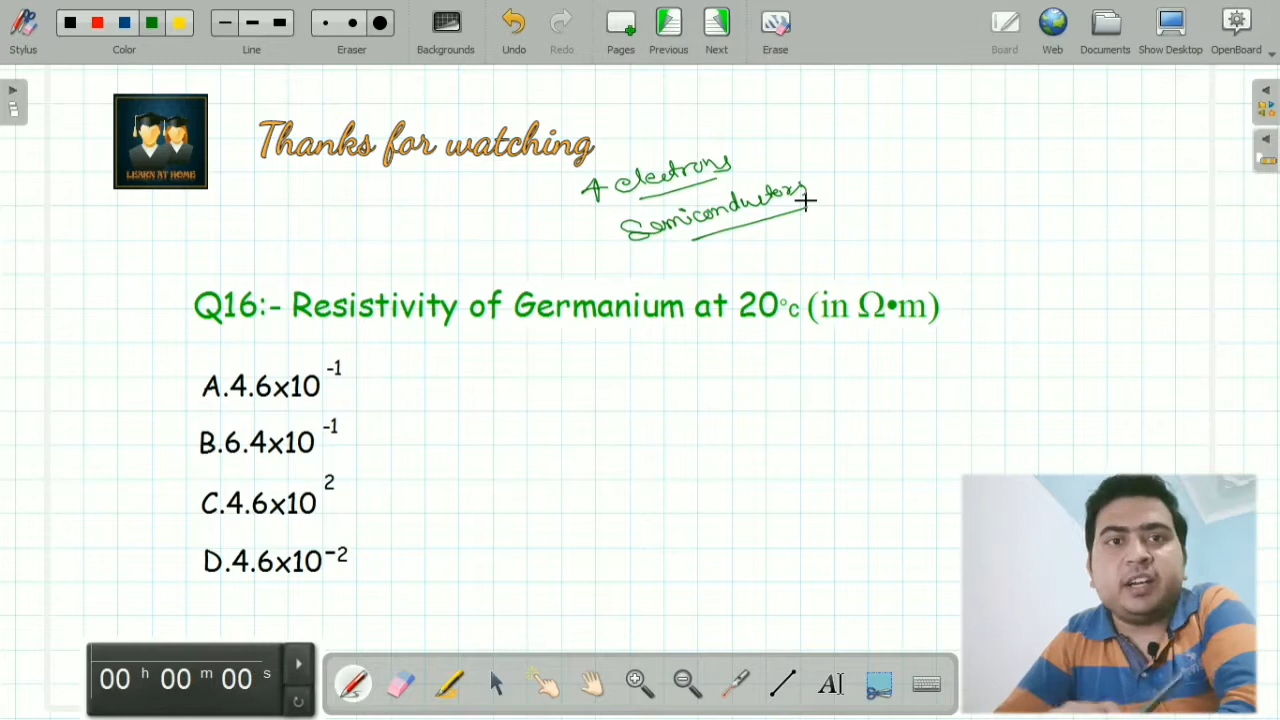 Stylus Color Line Eraser Backgrounds Undo Redo Pages Previous Next Erase Board Web Documents Show Desktop OpenBoard
LEARN AT HOME
Thanks for watching
4 electrons
Semiconductors
Q16:- Resistivity of Germanium at 20°c (in Ω•m)
A.4.6x10⁻¹
B.6.4x10⁻¹
C.4.6x10²
D.4.6x10⁻²
00 h 00 m 00 s